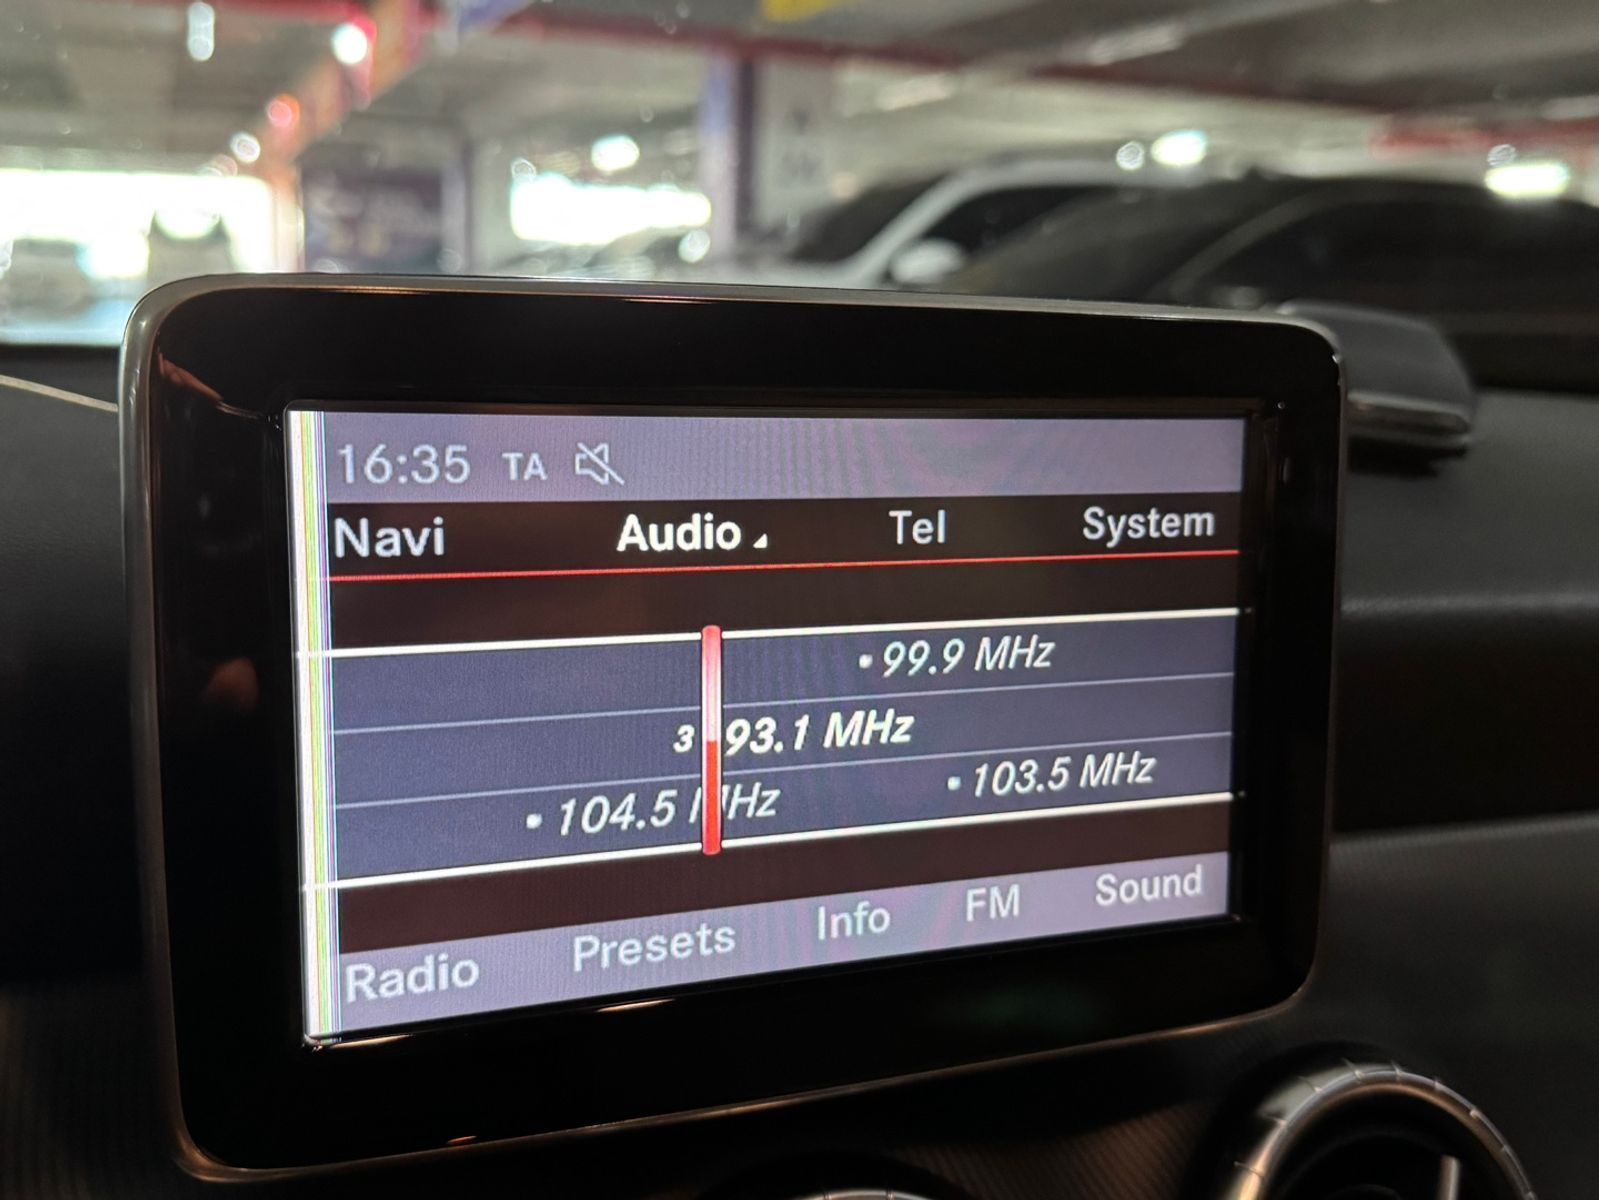 16:35 TA
Navi Audio Tel System
• 99.9 MHz
3 93.1 MHz
• 103.5 MHz
• 104.5 MHz
Radio Presets Info FM Sound